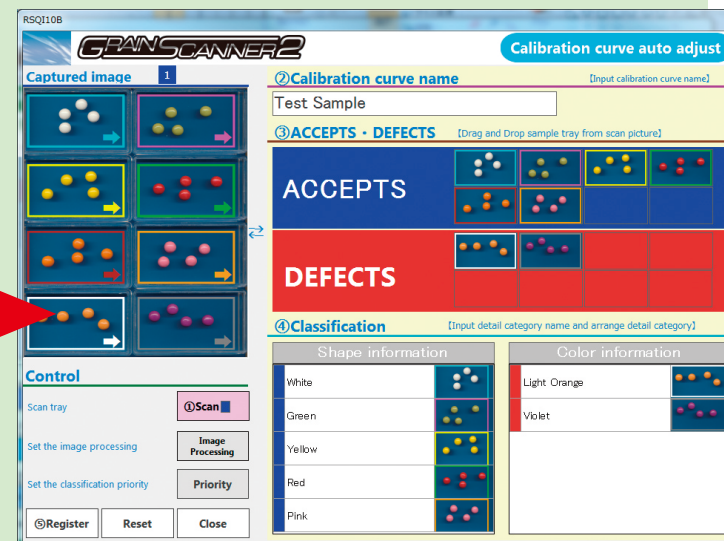 RSQI10B
GRAINSCANNER2
Calibration curve auto adjust
Captured image 1
②Calibration curve name 【Input calibration curve name】
Test Sample
③ACCEPTS・DEFECTS 【Drag and Drop sample tray from scan picture】
ACCEPTS
DEFECTS
④Classification 【Input detail category name and arrange detail category】
Shape information
Color information
White
Green
Yellow
Red
Pink
Light Orange
Violet
Control
Scan tray
①Scan
Set the image processing
Image
Processing
Set the classification priority
Priority
⑤Register
Reset
Close